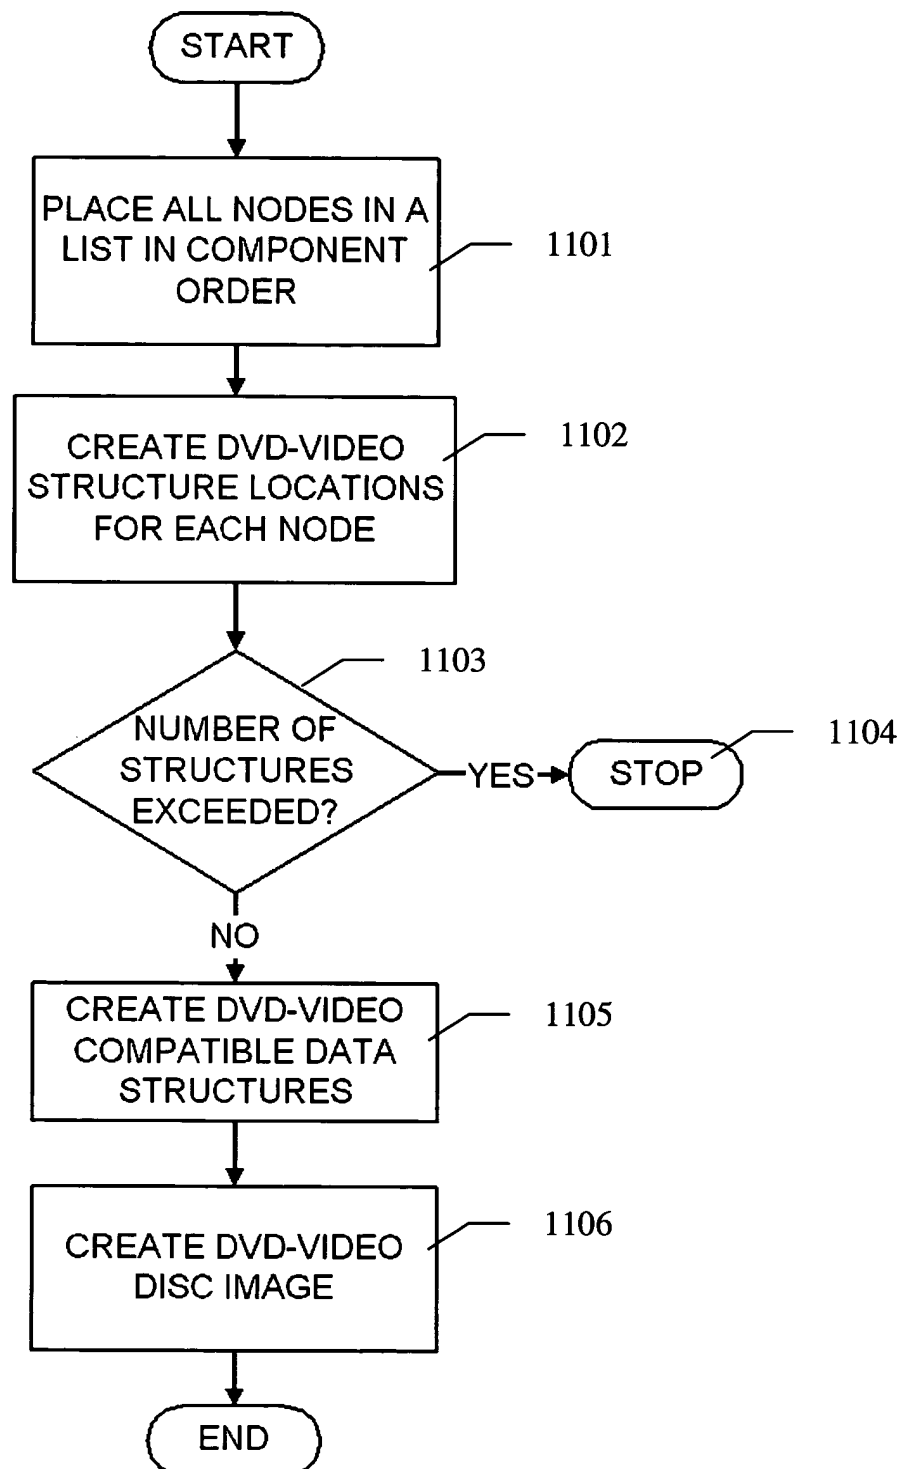 START
PLACE ALL NODES IN A
LIST IN COMPONENT
ORDER
1101
CREATE DVD-VIDEO
STRUCTURE LOCATIONS
FOR EACH NODE
1102
1103
NUMBER OF
STRUCTURES
EXCEEDED?
YES
STOP
1104
NO
CREATE DVD-VIDEO
COMPATIBLE DATA
STRUCTURES
1105
CREATE DVD-VIDEO
DISC IMAGE
1106
END